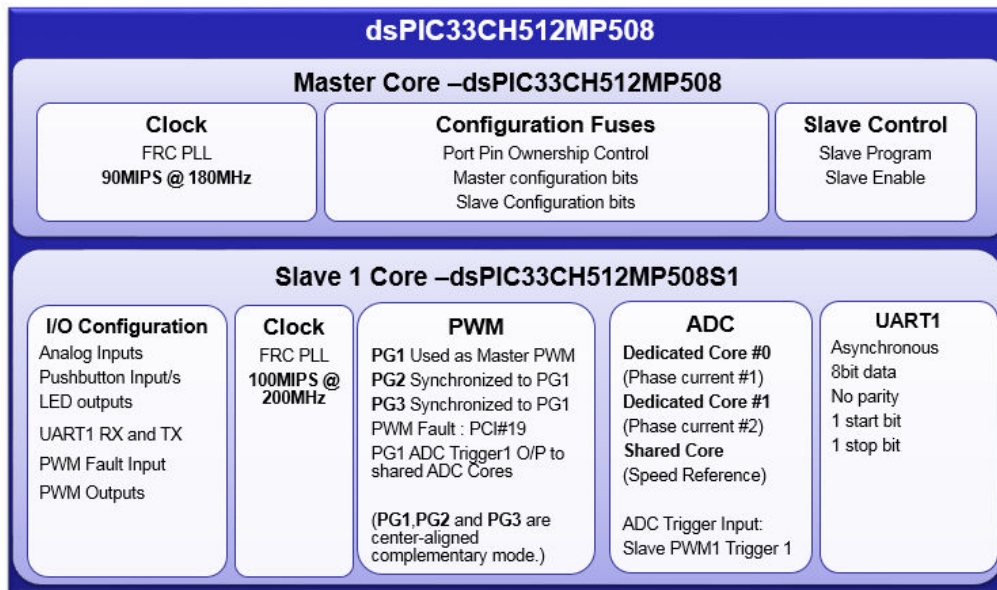 dsPIC33CH512MP508
Master Core –dsPIC33CH512MP508
Clock
FRC PLL
90MIPS @ 180MHz
Configuration Fuses
Port Pin Ownership Control
Master configuration bits
Slave Configuration bits
Slave Control
Slave Program
Slave Enable
Slave 1 Core –dsPIC33CH512MP508S1
I/O Configuration
Analog Inputs
Pushbutton Input/s
LED outputs
UART1 RX and TX
PWM Fault Input
PWM Outputs
Clock
FRC PLL
100MIPS @
200MHz
PWM
PG1 Used as Master PWM
PG2 Synchronized to PG1
PG3 Synchronized to PG1
PWM Fault : PCI#19
PG1 ADC Trigger1 O/P to
shared ADC Cores
(PG1,PG2 and PG3 are
center-aligned
complementary mode.)
ADC
Dedicated Core #0
(Phase current #1)
Dedicated Core #1
(Phase current #2)
Shared Core
(Speed Reference)
ADC Trigger Input:
Slave PWM1 Trigger 1
UART1
Asynchronous
8bit data
No parity
1 start bit
1 stop bit